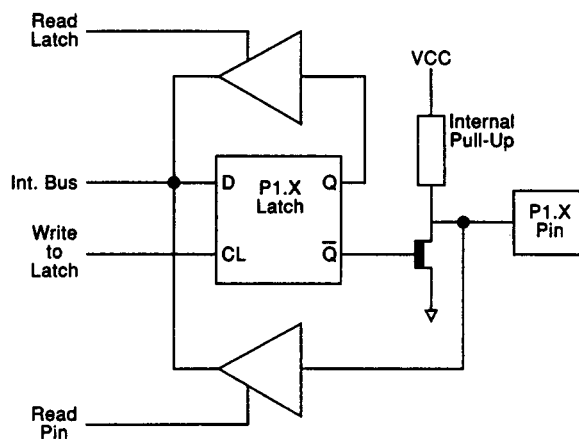 Read
Latch
VCC
Internal
Pull-Up
Int. Bus
D
P1.X
Latch
Q
P1.X
Pin
Write
to
Latch
CL
Q̅
Read
Pin